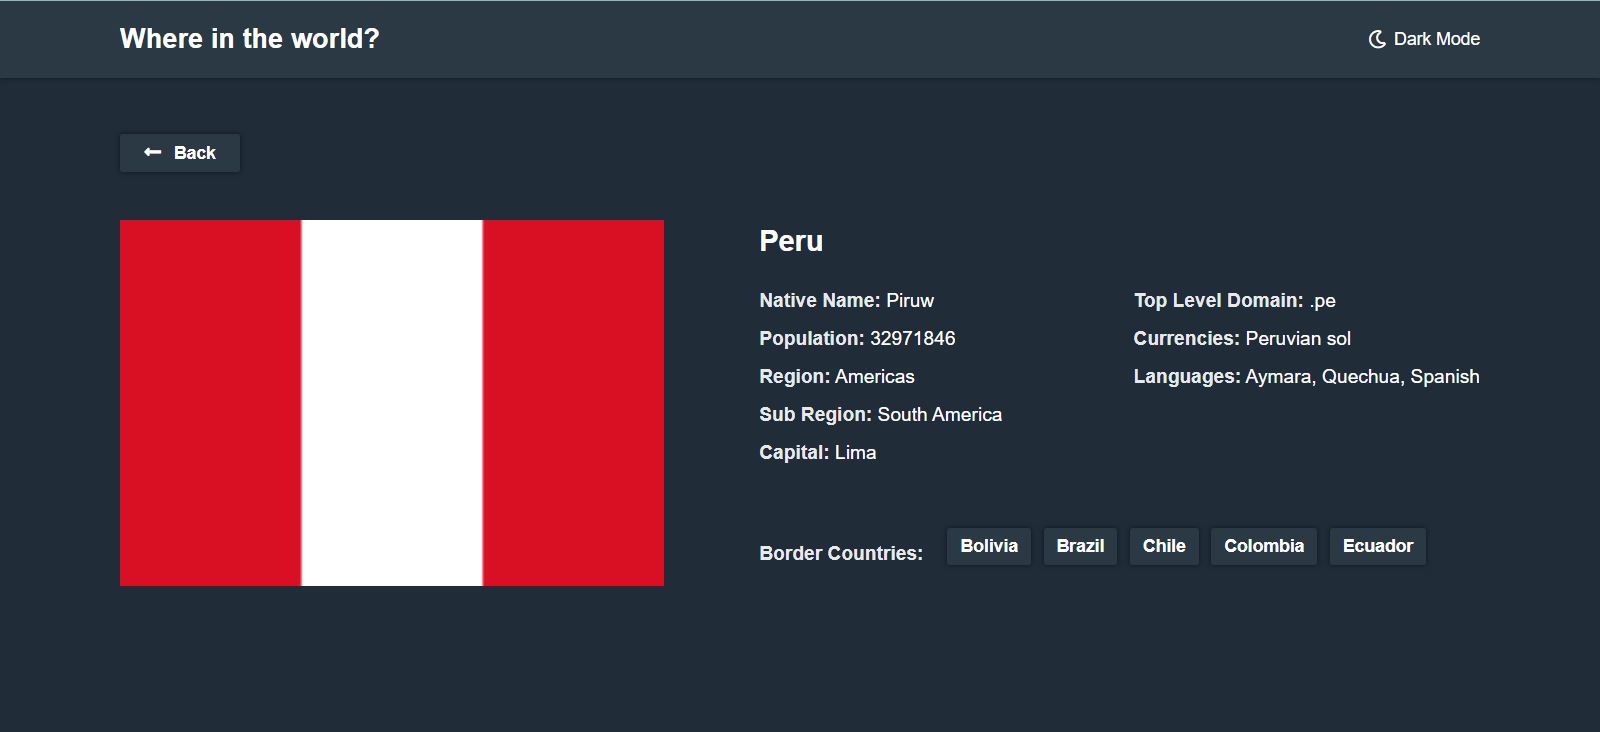 Where in the world?
Dark Mode
Back
Peru
Native Name: Piruw
Population: 32971846
Region: Americas
Sub Region: South America
Capital: Lima
Top Level Domain: .pe
Currencies: Peruvian sol
Languages: Aymara, Quechua, Spanish
Border Countries: Bolivia Brazil Chile Colombia Ecuador